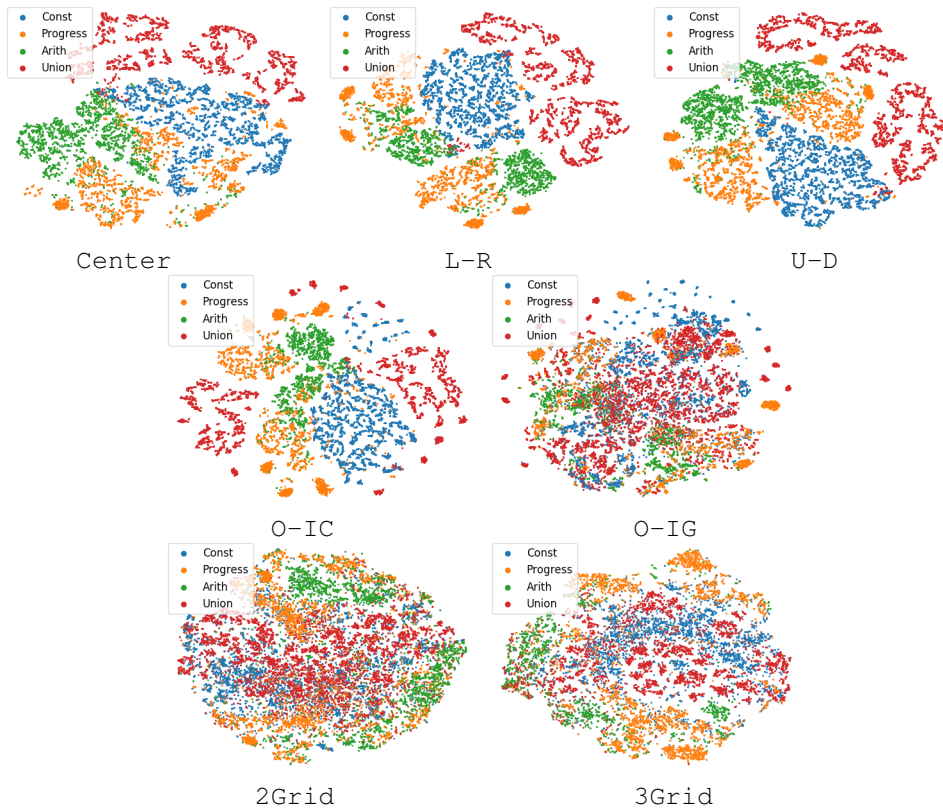 Const
Progress
Arith
Union
Center
Const
Progress
Arith
Union
L-R
Const
Progress
Arith
Union
U-D
Const
Progress
Arith
Union
O-IC
Const
Progress
Arith
Union
O-IG
Const
Progress
Arith
Union
2Grid
Const
Progress
Arith
Union
3Grid